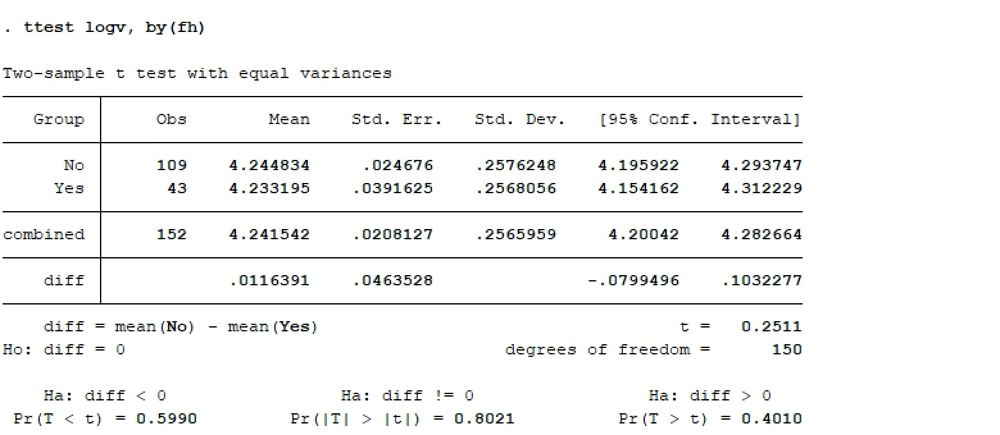 . ttest logv, by(fh)
Two-sample t test with equal variances
Group Obs Mean Std. Err. Std. Dev. [95% Conf. Interval]
No 109 4.244834 .024676 .2576248 4.195922 4.293747
Yes 43 4.233195 .0391625 .2568056 4.154162 4.312229
combined 152 4.241542 .0208127 .2565959 4.20042 4.282664
diff .0116391 .0463528 -.0799496 .1032277
diff = mean(No) - mean(Yes) t = 0.2511
Ho: diff = 0 degrees of freedom = 150
Ha: diff < 0 Ha: diff != 0 Ha: diff > 0
Pr(T < t) = 0.5990 Pr(|T| > |t|) = 0.8021 Pr(T > t) = 0.4010